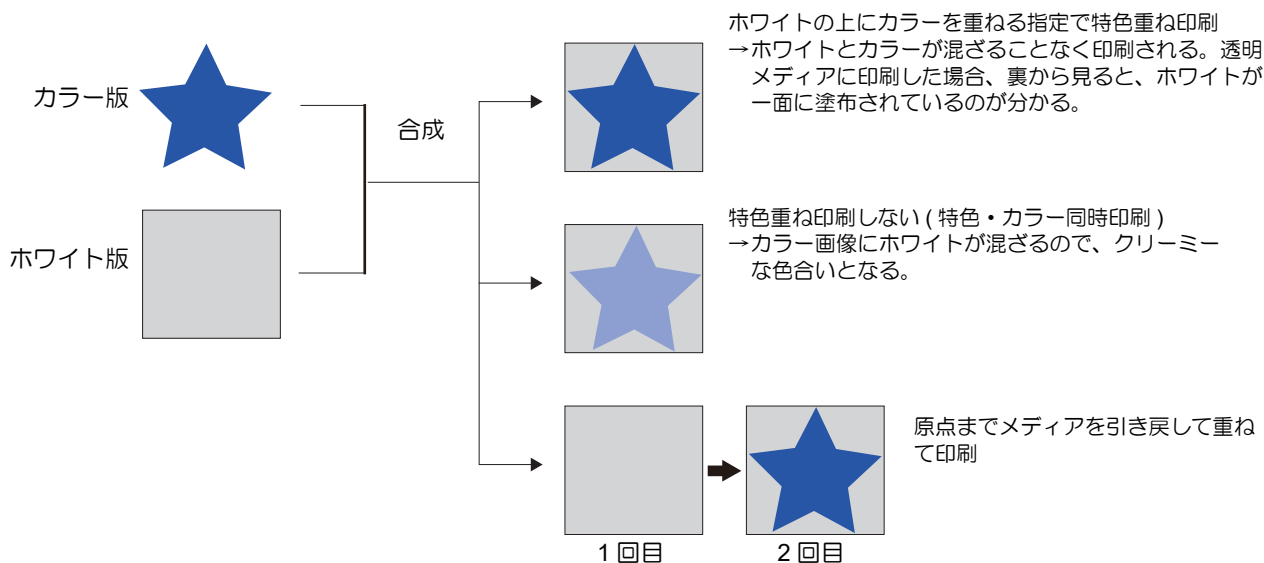 カラー版
ホワイト版
合成
ホワイトの上にカラーを重ねる指定で特色重ね印刷
→ホワイトとカラーが混ざることなく印刷される。透明
メディアに印刷した場合、裏から見ると、ホワイトが
一面に塗布されているのが分かる。
特色重ね印刷しない ( 特色・カラー同時印刷 )
→カラー画像にホワイトが混ざるので、クリーミー
な色合いとなる。
原点までメディアを引き戻して重ね
て印刷
1 回目
2 回目